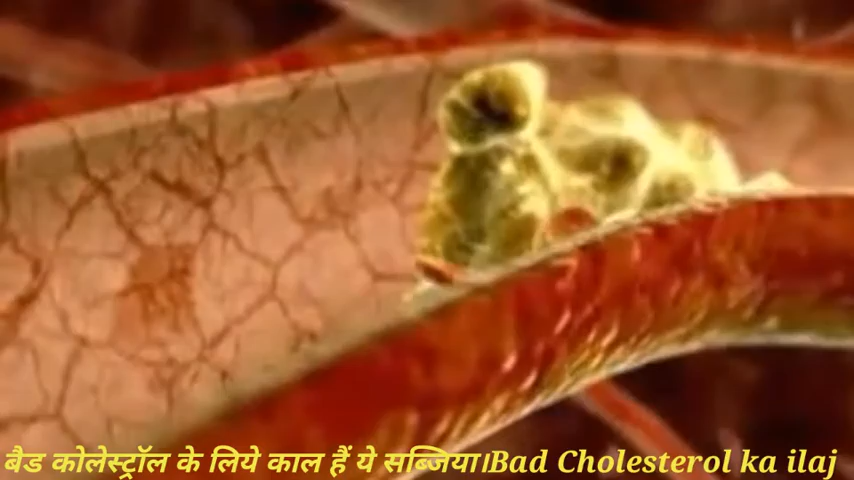 बैड कोलेस्ट्रॉल के लिये काल हैं ये सब्जिया।Bad Cholesterol ka ilaj